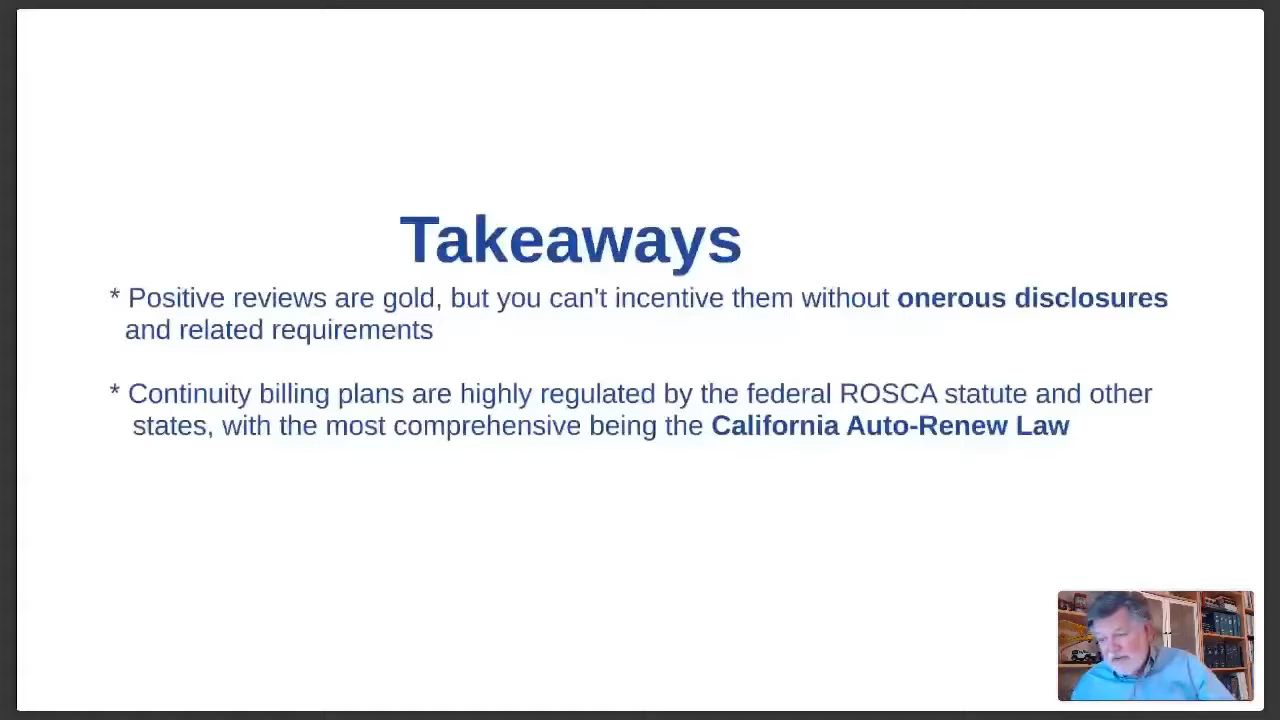 Takeaways
* Positive reviews are gold, but you can't incentive them without onerous disclosures
and related requirements
* Continuity billing plans are highly regulated by the federal ROSCA statute and other
states, with the most comprehensive being the California Auto-Renew Law